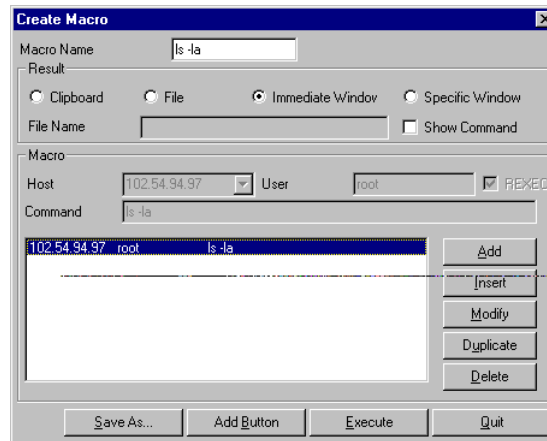 Create Macro
Macro Name ls -la
Result
Clipboard File Immediate Windov Specific Window
File Name Show Command
Macro
Host 102.54.94.97 User root REXEC
Command ls -la
102.54.94.97 root ls -la
Add
Insert
Modify
Duplicate
Delete
Save As... Add Button Execute Quit